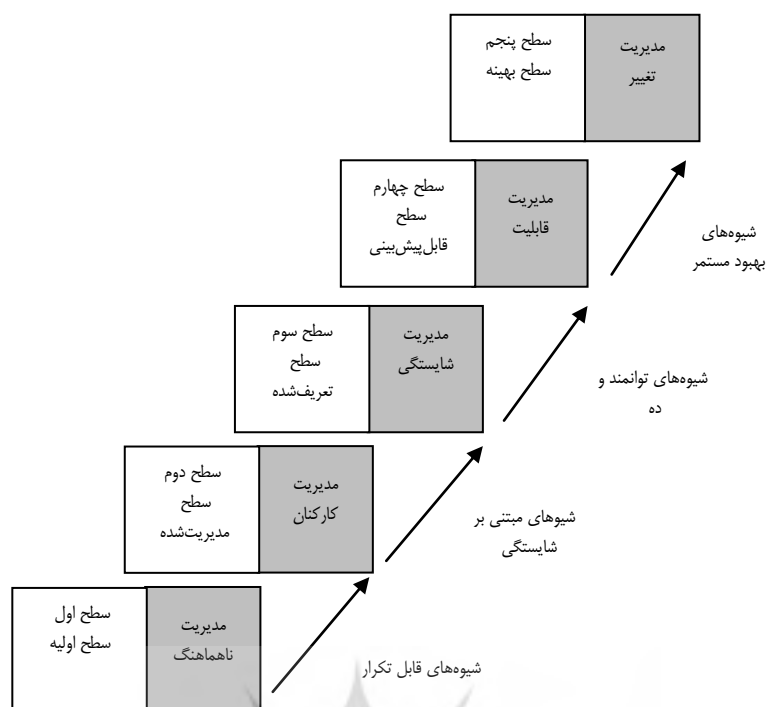 سطح پنجم
سطح بهینه
مدیریت
تغییر
سطح چهارم
سطح
قابل‌پیش‌بینی
مدیریت
قابلیت
شیوه‌های
بهبود مستمر
سطح سوم
سطح
تعریف‌شده
مدیریت
شایستگی
شیوه‌های توانمند و
ده
سطح دوم
سطح
مدیریت‌شده
مدیریت
کارکنان
شیوهای مبتنی بر
شایستگی
سطح اول
سطح اولیه
مدیریت
ناهماهنگ
شیوه‌های قابل تکرار